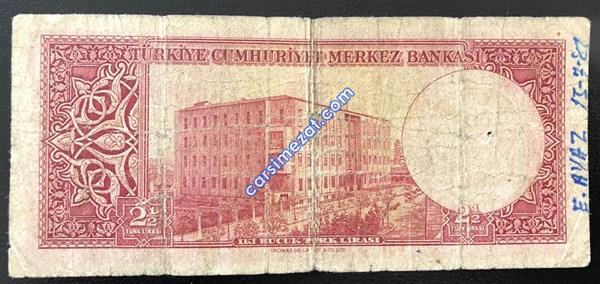 TÜRKİYE CUMHURİYET MERKEZ BANKASI
carsimezat.com
2½ 2½
TÜRK LİRASI TÜRK LİRASI
İKİ BUÇUK TÜRK LİRASI
E. AVAZ